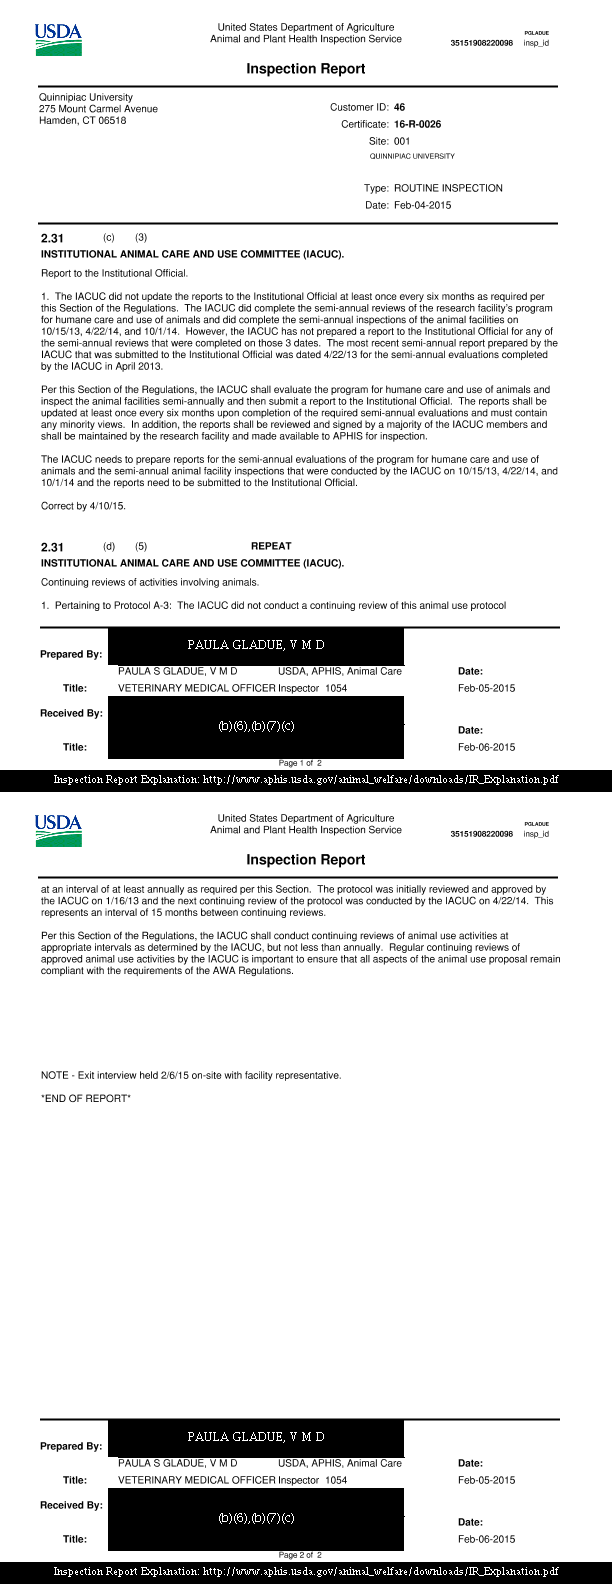 USDA
United States Department of Agriculture
Animal and Plant Health Inspection Service
PGLADUE
35151908220098 insp_id
Inspection Report
Quinnipiac University
275 Mount Carmel Avenue
Hamden, CT 06518
Customer ID: 46
Certificate: 16-R-0026
Site: 001
QUINNIPIAC UNIVERSITY
Type: ROUTINE INSPECTION
Date: Feb-04-2015
2.31 (c) (3)
INSTITUTIONAL ANIMAL CARE AND USE COMMITTEE (IACUC).
Report to the Institutional Official.
1. The IACUC did not update the reports to the Institutional Official at least once every six months as required per
this Section of the Regulations. The IACUC did complete the semi-annual reviews of the research facility's program
for humane care and use of animals and did complete the semi-annual inspections of the animal facilities on
10/15/13, 4/22/14, and 10/1/14. However, the IACUC has not prepared a report to the Institutional Official for any of
the semi-annual reviews that were completed on those 3 dates. The most recent semi-annual report prepared by the
IACUC that was submitted to the Institutional Official was dated 4/22/13 for the semi-annual evaluations completed
by the IACUC in April 2013.
Per this Section of the Regulations, the IACUC shall evaluate the program for humane care and use of animals and
inspect the animal facilities semi-annually and then submit a report to the Institutional Official. The reports shall be
updated at least once every six months upon completion of the required semi-annual evaluations and must contain
any minority views. In addition, the reports shall be reviewed and signed by a majority of the IACUC members and
shall be maintained by the research facility and made available to APHIS for inspection.
The IACUC needs to prepare reports for the semi-annual evaluations of the program for humane care and use of
animals and the semi-annual animal facility inspections that were conducted by the IACUC on 10/15/13, 4/22/14, and
10/1/14 and the reports need to be submitted to the Institutional Official.
Correct by 4/10/15.
2.31 (d) (5) REPEAT
INSTITUTIONAL ANIMAL CARE AND USE COMMITTEE (IACUC).
Continuing reviews of activities involving animals.
1. Pertaining to Protocol A-3: The IACUC did not conduct a continuing review of this animal use protocol
PAULA GLADUE, V M D
Prepared By:
PAULA S GLADUE, V M D USDA, APHIS, Animal Care Date:
Title: VETERINARY MEDICAL OFFICER Inspector 1054 Feb-05-2015
Received By:
(b)(6),(b)(7)(c)
Date:
Title: Feb-06-2015
Page 1 of 2
Inspection Report Explanation: http://www.aphis.usda.gov/animal_welfare/downloads/IR_Explanation.pdf
USDA
United States Department of Agriculture
Animal and Plant Health Inspection Service
PGLADUE
35151908220098 insp_id
Inspection Report
at an interval of at least annually as required per this Section. The protocol was initially reviewed and approved by
the IACUC on 1/16/13 and the next continuing review of the protocol was conducted by the IACUC on 4/22/14. This
represents an interval of 15 months between continuing reviews.
Per this Section of the Regulations, the IACUC shall conduct continuing reviews of animal use activities at
appropriate intervals as determined by the IACUC, but not less than annually. Regular continuing reviews of
approved animal use activities by the IACUC is important to ensure that all aspects of the animal use proposal remain
compliant with the requirements of the AWA Regulations.
NOTE - Exit interview held 2/6/15 on-site with facility representative.
*END OF REPORT*
PAULA GLADUE, V M D
Prepared By:
PAULA S GLADUE, V M D USDA, APHIS, Animal Care Date:
Title: VETERINARY MEDICAL OFFICER Inspector 1054 Feb-05-2015
Received By:
(b)(6),(b)(7)(c)
Date:
Title: Feb-06-2015
Page 2 of 2
Inspection Report Explanation: http://www.aphis.usda.gov/animal_welfare/downloads/IR_Explanation.pdf